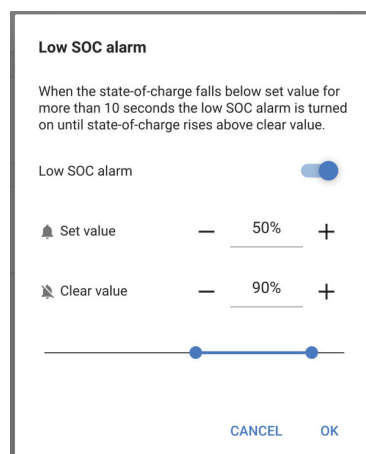 Low SOC alarm
When the state-of-charge falls below set value for
more than 10 seconds the low SOC alarm is turned
on until state-of-charge rises above clear value.
Low SOC alarm
Set value — 50% +
Clear value — 90% +
CANCEL OK